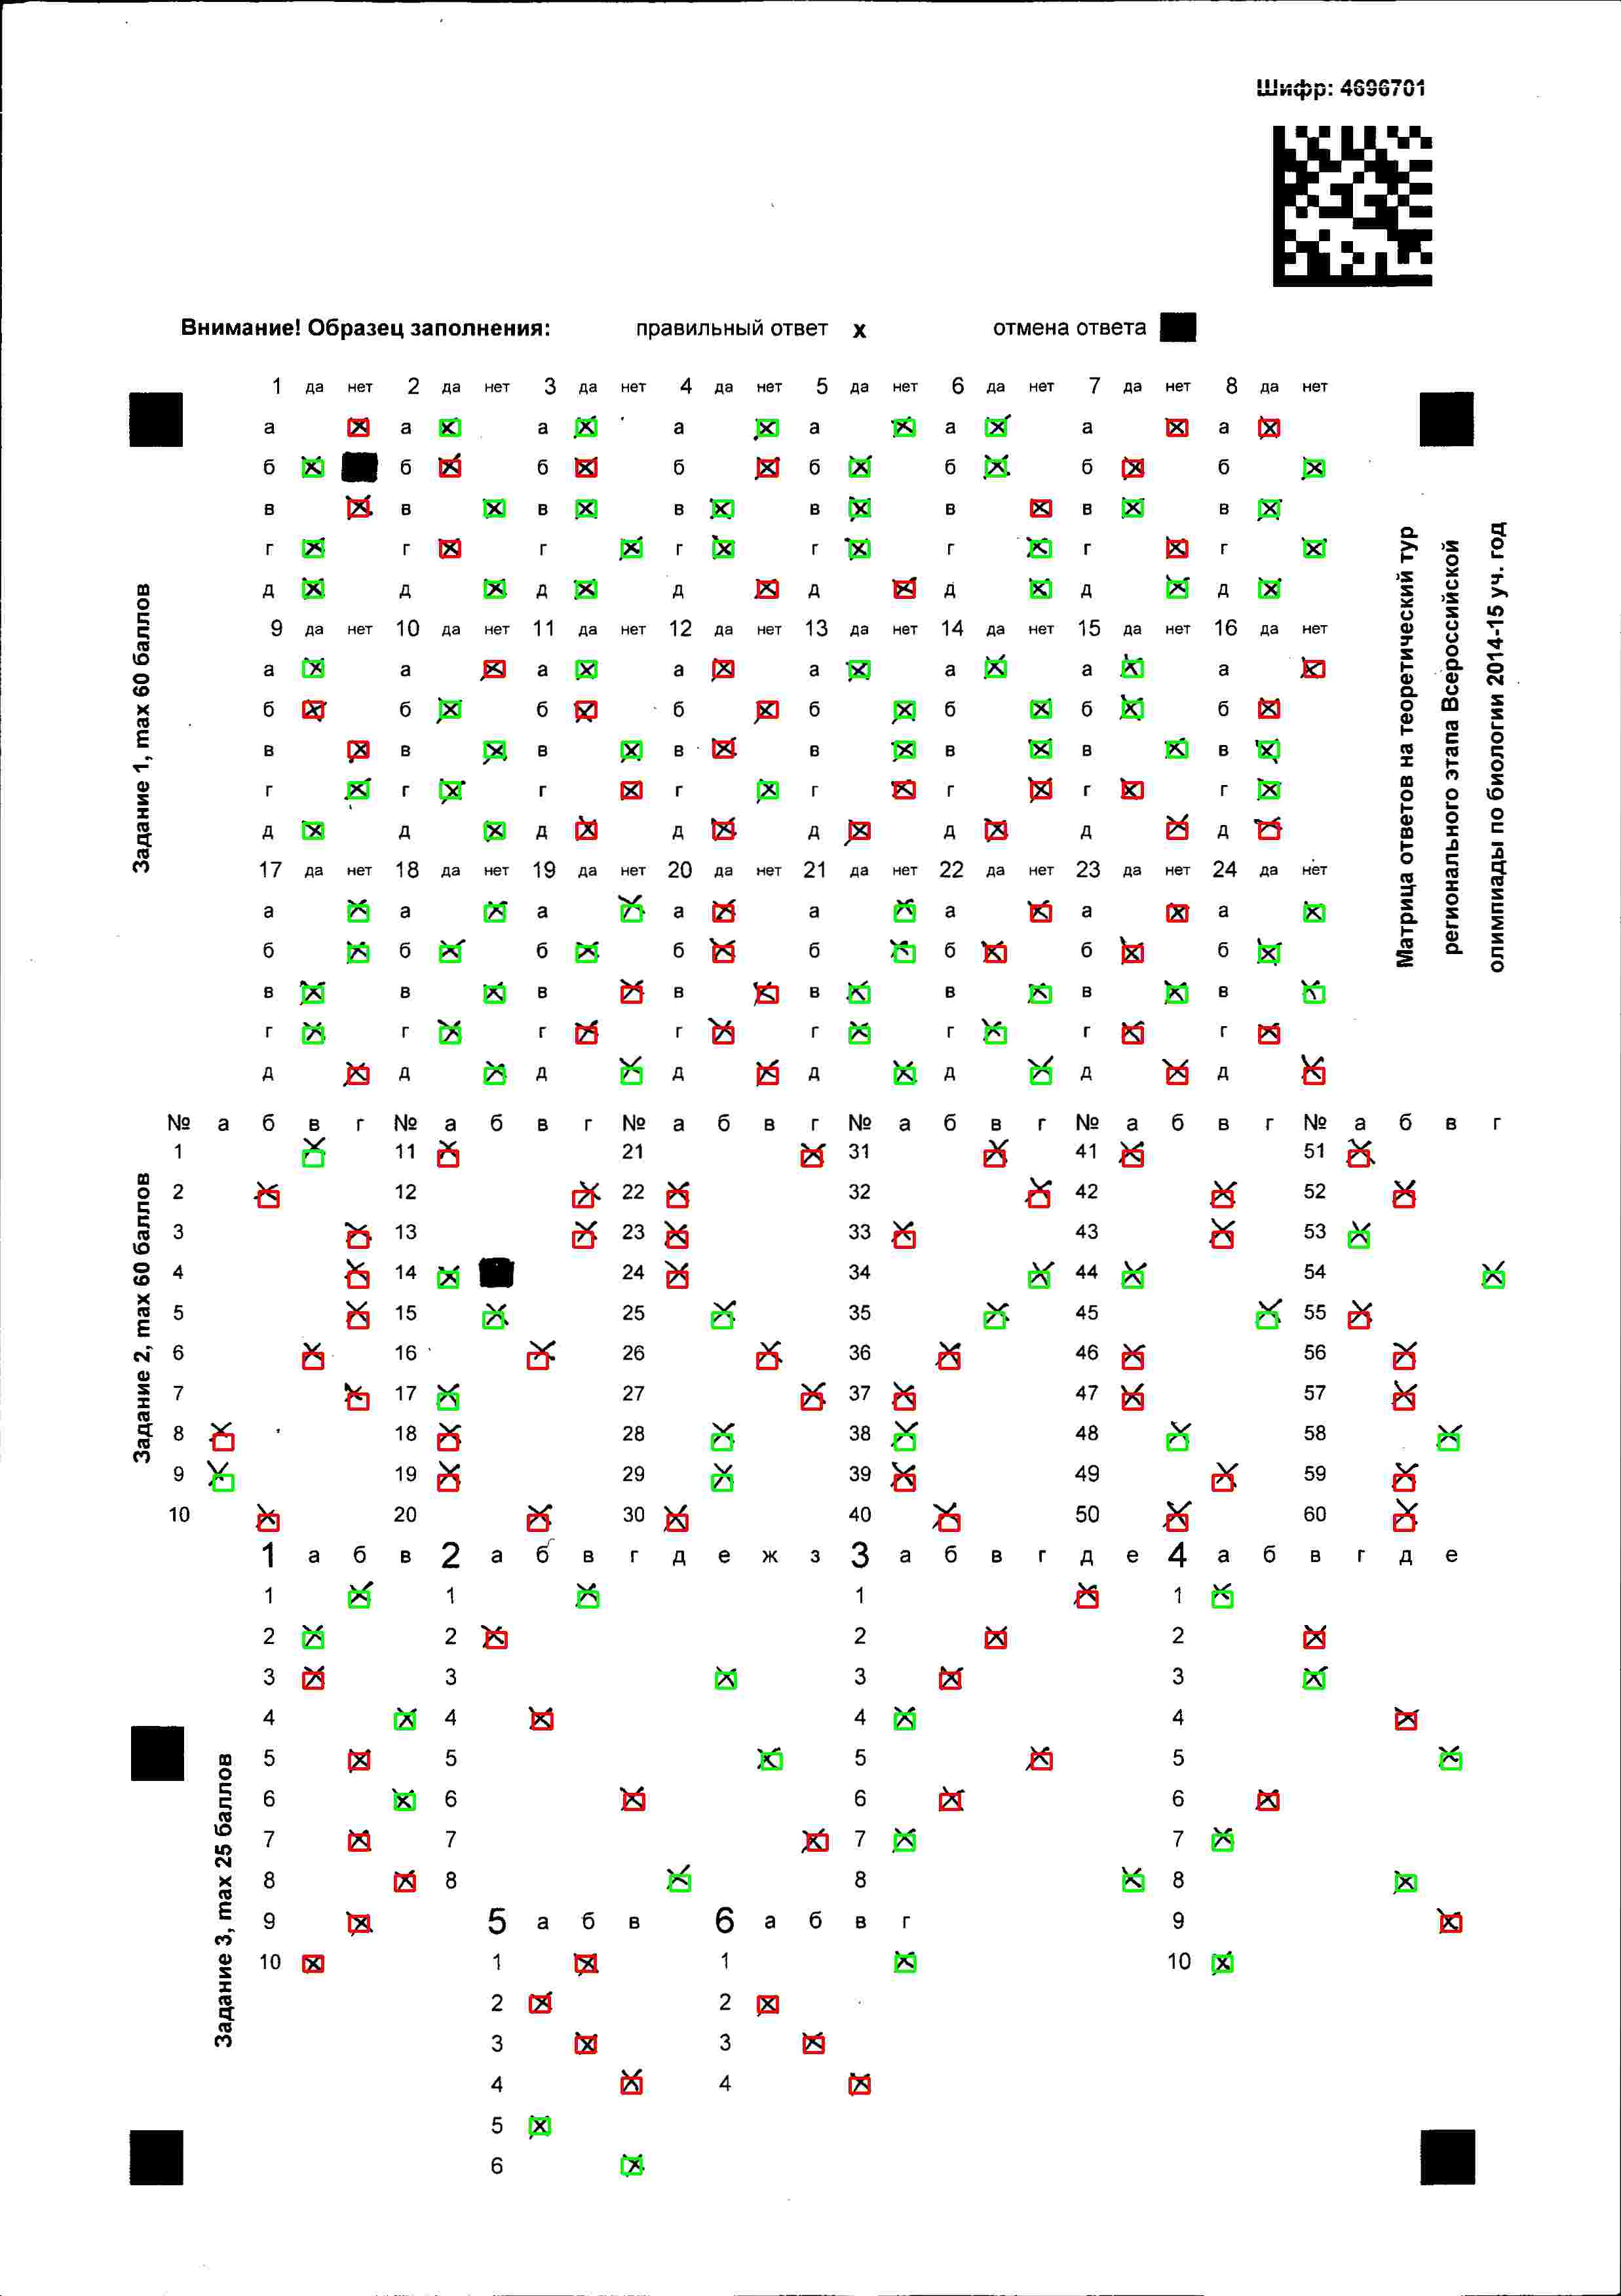 Шифр: 4696701
Внимание! Образец заполнения: правильный ответ x отмена ответа
Задание 1, max 60 баллов
1 да нет 2 да нет 3 да нет 4 да нет 5 да нет 6 да нет 7 да нет 8 да нет
а а а а а а а а
б б б б б б б б
в в в в в в в в
г г г г г г г г
д д д д д д д д
9 да нет 10 да нет 11 да нет 12 да нет 13 да нет 14 да нет 15 да нет 16 да нет
а а а а а а а а
б б б б б б б б
в в в в в в в в
г г г г г г г г
д д д д д д д д
17 да нет 18 да нет 19 да нет 20 да нет 21 да нет 22 да нет 23 да нет 24 да нет
а а а а а а а а
б б б б б б б б
в в в в в в в в
г г г г г г г г
д д д д д д д д
Матрица ответов на теоретический тур
регионального этапа Всероссийской
олимпиады по биологии 2014-15 уч. год
Задание 2, max 60 баллов
№ а б в г № а б в г № а б в г № а б в г № а б в г № а б в г
1 11 21 31 41 51
2 12 22 32 42 52
3 13 23 33 43 53
4 14 24 34 44 54
5 15 25 35 45 55
6 16 26 36 46 56
7 17 27 37 47 57
8 18 28 38 48 58
9 19 29 39 49 59
10 20 30 40 50 60
Задание 3, max 25 баллов
1 а б в 2 а б в г д е ж з 3 а б в г д е 4 а б в г д е
1 1 1 1
2 2 2 2
3 3 3 3
4 4 4 4
5 5 5 5
6 6 6 6
7 7 7 7
8 8 8 8
9 5 а б в 6 а б в г 9
10 1 1 10
2 2
3 3
4 4
5
6